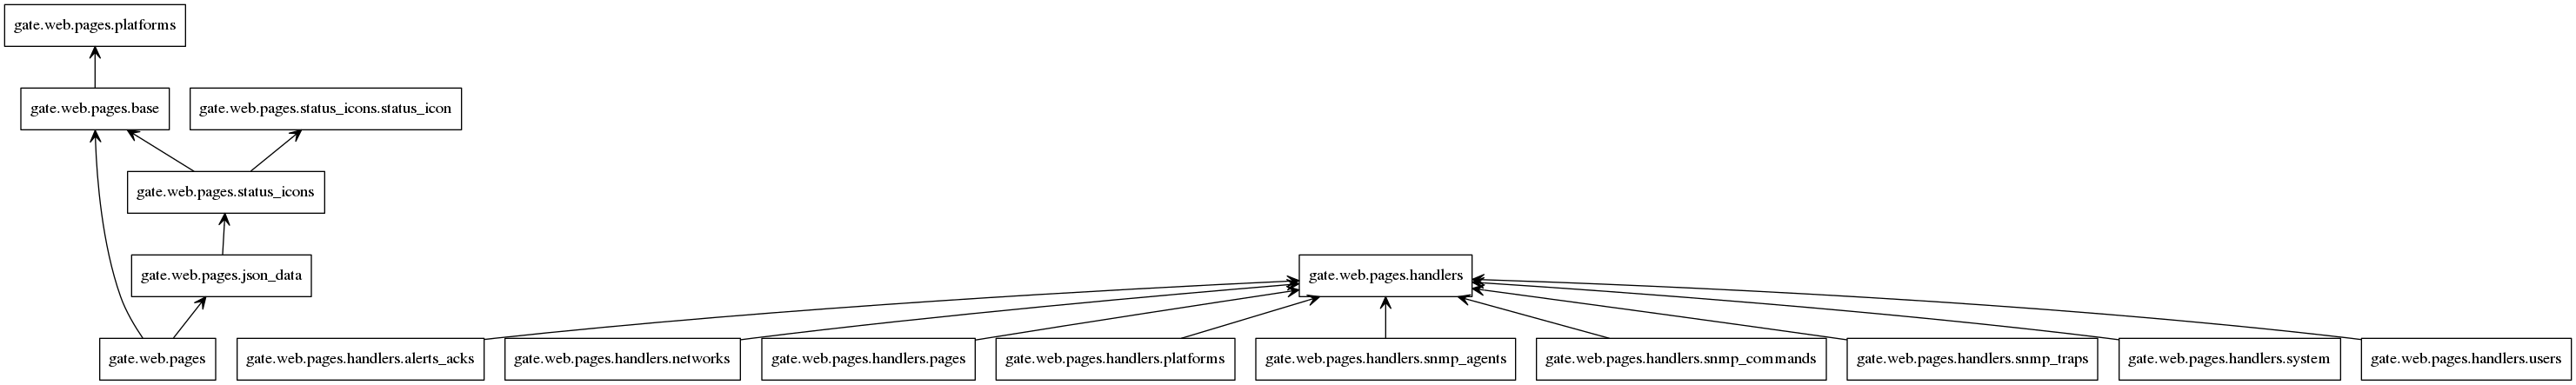 gate.web.pages.platforms
gate.web.pages.base
gate.web.pages.status_icons.status_icon
gate.web.pages.status_icons
gate.web.pages.json_data
gate.web.pages.handlers
gate.web.pages
gate.web.pages.handlers.alerts_acks
gate.web.pages.handlers.networks
gate.web.pages.handlers.pages
gate.web.pages.handlers.platforms
gate.web.pages.handlers.snmp_agents
gate.web.pages.handlers.snmp_commands
gate.web.pages.handlers.snmp_traps
gate.web.pages.handlers.system
gate.web.pages.handlers.users